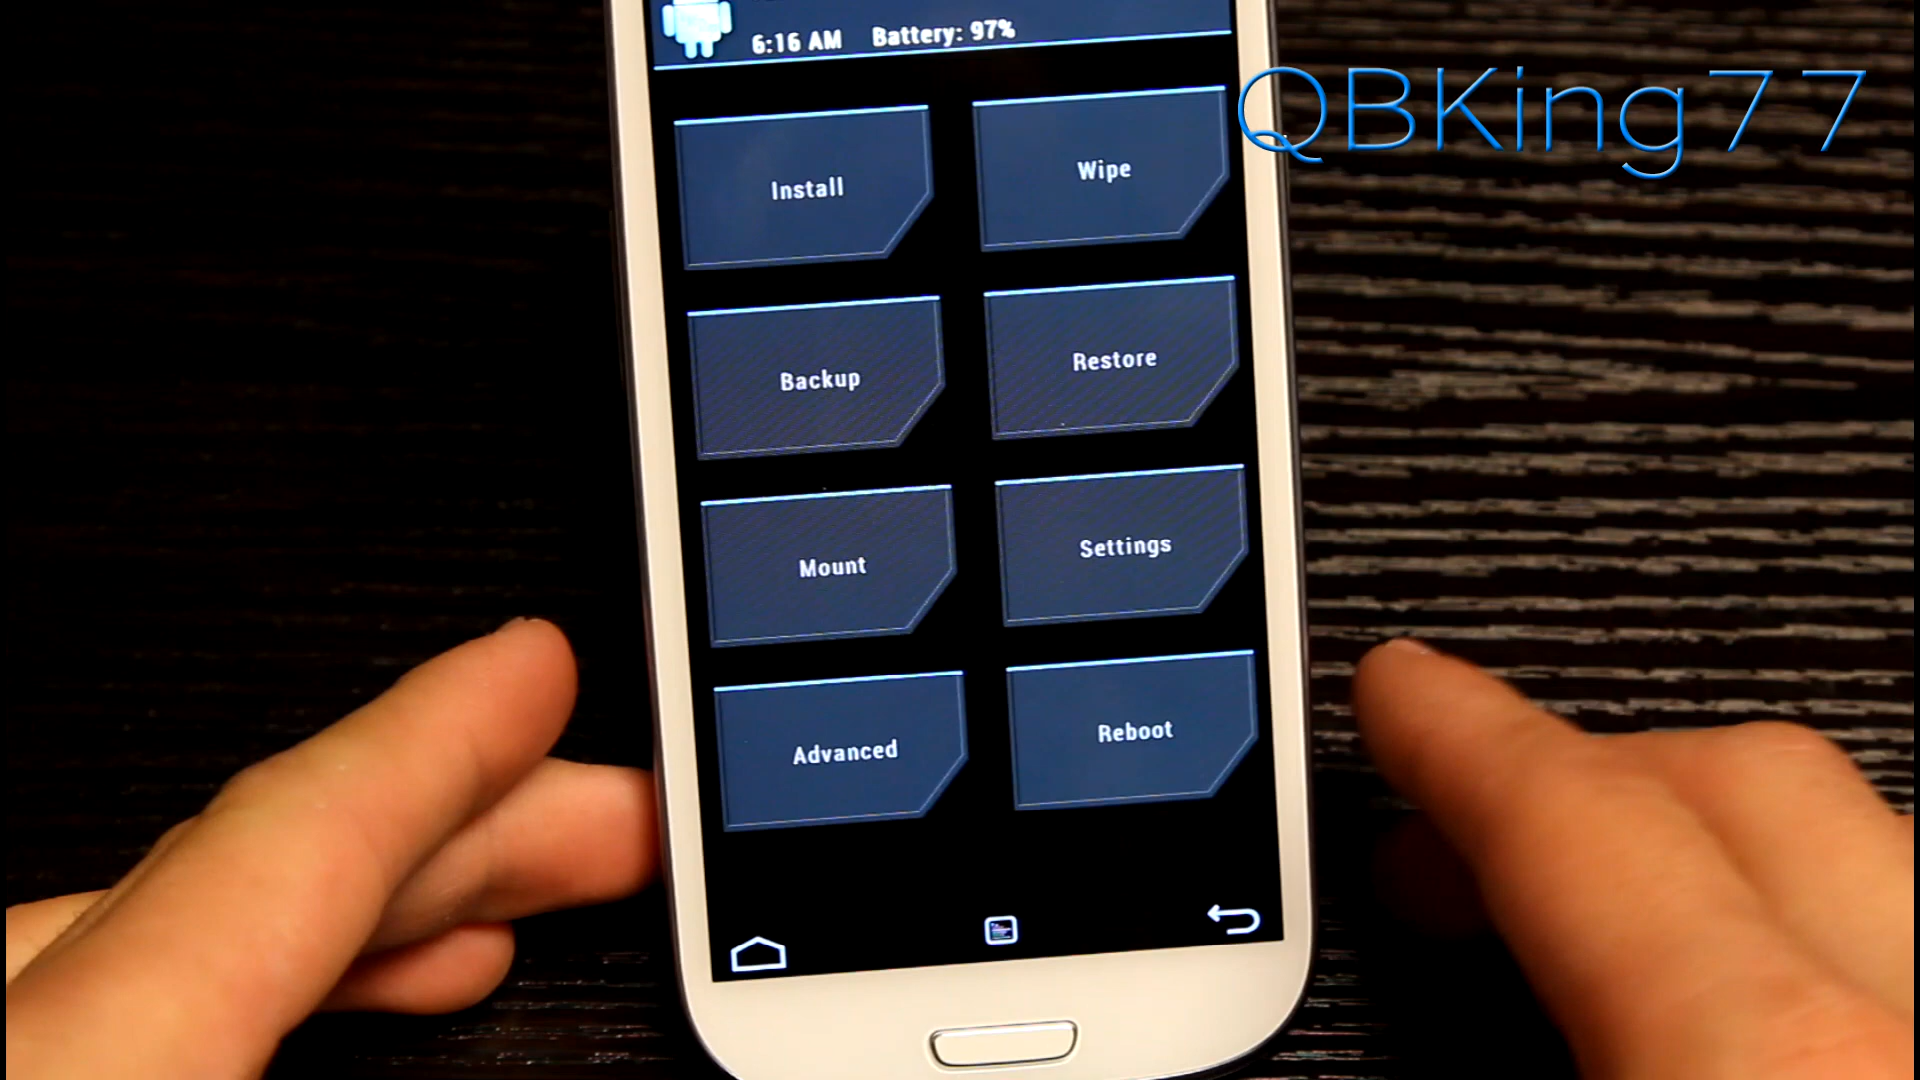 6:16 AM Battery: 97%
QBKing77
Install Wipe
Backup Restore
Mount Settings
Advanced Reboot